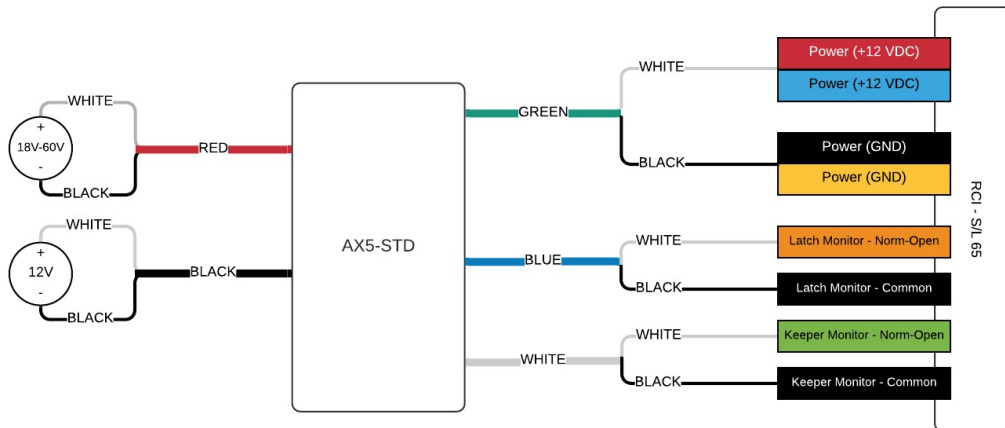 WHITE
+
18V-60V
-
BLACK
RED
WHITE
+
12V
-
BLACK
BLACK
AX5-STD
GREEN
WHITE
BLACK
BLUE
WHITE
BLACK
WHITE
WHITE
BLACK
Power (+12 VDC)
Power (+12 VDC)
Power (GND)
Power (GND)
Latch Monitor - Norm-Open
Latch Monitor - Common
Keeper Monitor - Norm-Open
Keeper Monitor - Common
RCI - S/L 65